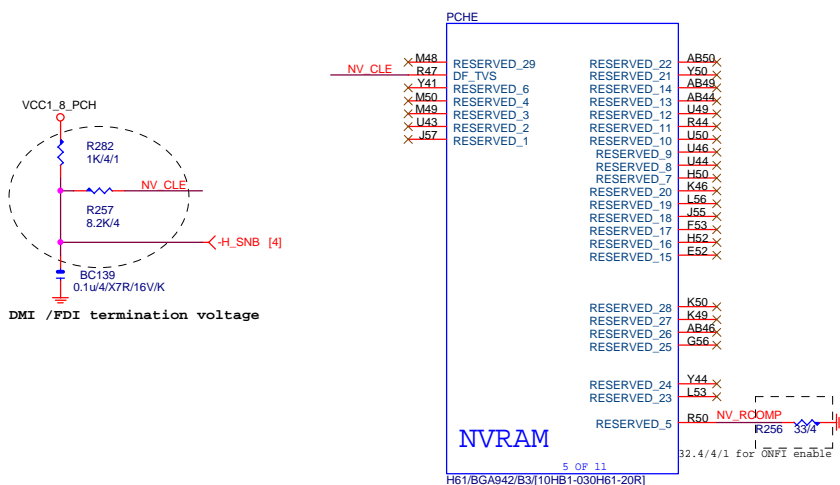 PCHE
NV_CLE
M48 RESERVED_29
R47 DF_TVS
Y41 RESERVED_6
M50 RESERVED_4
M49 RESERVED_3
U43 RESERVED_2
J57 RESERVED_1
RESERVED_22 AB50
RESERVED_21 Y50
RESERVED_14 AB49
RESERVED_13 AB44
RESERVED_12 U49
RESERVED_11 R44
RESERVED_10 U50
RESERVED_9 U46
RESERVED_8 U44
RESERVED_7 H50
RESERVED_20 K46
RESERVED_19 L56
RESERVED_18 J55
RESERVED_17 F53
RESERVED_16 H52
RESERVED_15 E52
RESERVED_28 K50
RESERVED_27 K49
RESERVED_26 AB46
RESERVED_25 G56
RESERVED_24 Y44
RESERVED_23 L53
RESERVED_5 R50 NV_RCOMP
R256 33/4
32.4/4/1 for ONFI enable
NVRAM
5 OF 11
H61/BGA942/B3/[10HB1-030H61-20R]
VCC1_8_PCH
R282
1K/4/1
NV_CLE
R257
8.2K/4
-H_SNB [4]
BC139
0.1u/4/X7R/16V/K
DMI /FDI termination voltage